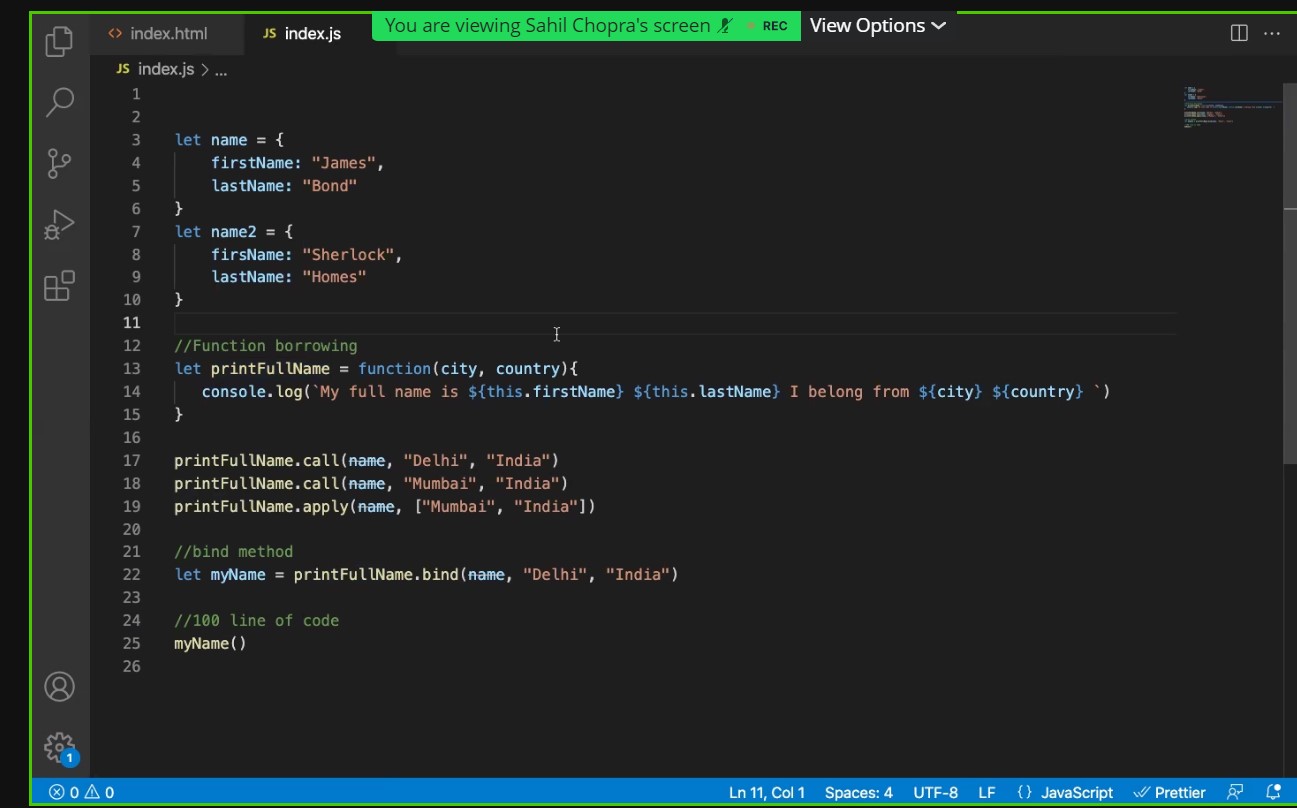 You are viewing Sahil Chopra's screen REC View Options
index.html JS index.js
JS index.js > ...
1
2
3 let name = {
4 firstName: "James",
5 lastName: "Bond"
6 }
7 let name2 = {
8 firsName: "Sherlock",
9 lastName: "Homes"
10 }
11
12 //Function borrowing
13 let printFullName = function(city, country){
14 console.log(`My full name is ${this.firstName} ${this.lastName} I belong from ${city} ${country} `)
15 }
16
17 printFullName.call(name, "Delhi", "India")
18 printFullName.call(name, "Mumbai", "India")
19 printFullName.apply(name, ["Mumbai", "India"])
20
21 //bind method
22 let myName = printFullName.bind(name, "Delhi", "India")
23
24 //100 line of code
25 myName()
26
1
0 0 Ln 11, Col 1 Spaces: 4 UTF-8 LF {} JavaScript Prettier